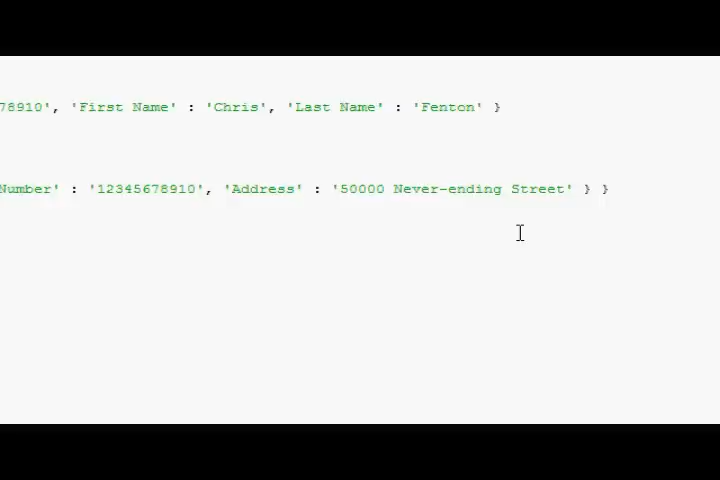 78910', 'First Name' : 'Chris', 'Last Name' : 'Fenton' }
Number' : '12345678910', 'Address' : '50000 Never-ending Street' } }